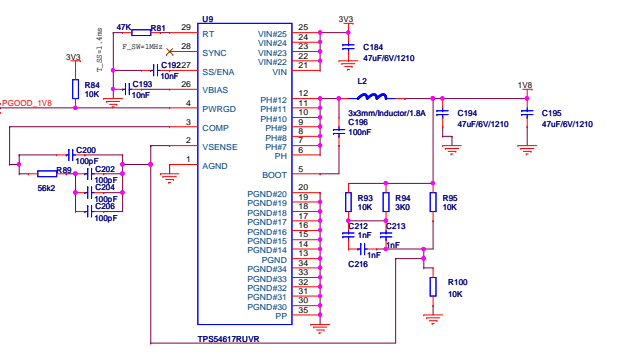 U9
3V3
47K R81
29 RT
F_SW=1MHz
28 SYNC
T_SS=1.4ms
C192 27 SS/ENA
10nF
C193 26 VBIAS
10nF
3V3
R84
10K
PGOOD_1V8
4 PWRGD
3 COMP
2 VSENSE
1 AGND
C200
100pF
R89
56k2
C202
100pF
C204
100pF
C206
100pF
VIN#25 25
VIN#24 24
VIN#23 23
VIN#22 22
VIN 21
C184
47uF/6V/1210
PH#12 12
PH#11 11
PH#10 10
PH#9 9
PH#8 8
PH#7 7
PH 6
BOOT 5
L2
3x3mm/Inductor/1.8A
C196
100nF
1V8
C194
47uF/6V/1210
C195
47uF/6V/1210
PGND#20 20
PGND#19 19
PGND#18 18
PGND#17 17
PGND#16 16
PGND#15 15
PGND#14 14
PGND 13
PGND#34 34
PGND#33 33
PGND#32 32
PGND#31 31
PGND#30 30
PP 35
R93
10K
R94
3K0
R95
10K
C212
1nF
C213
1nF
C216
R100
10K
TPS54617RUVR